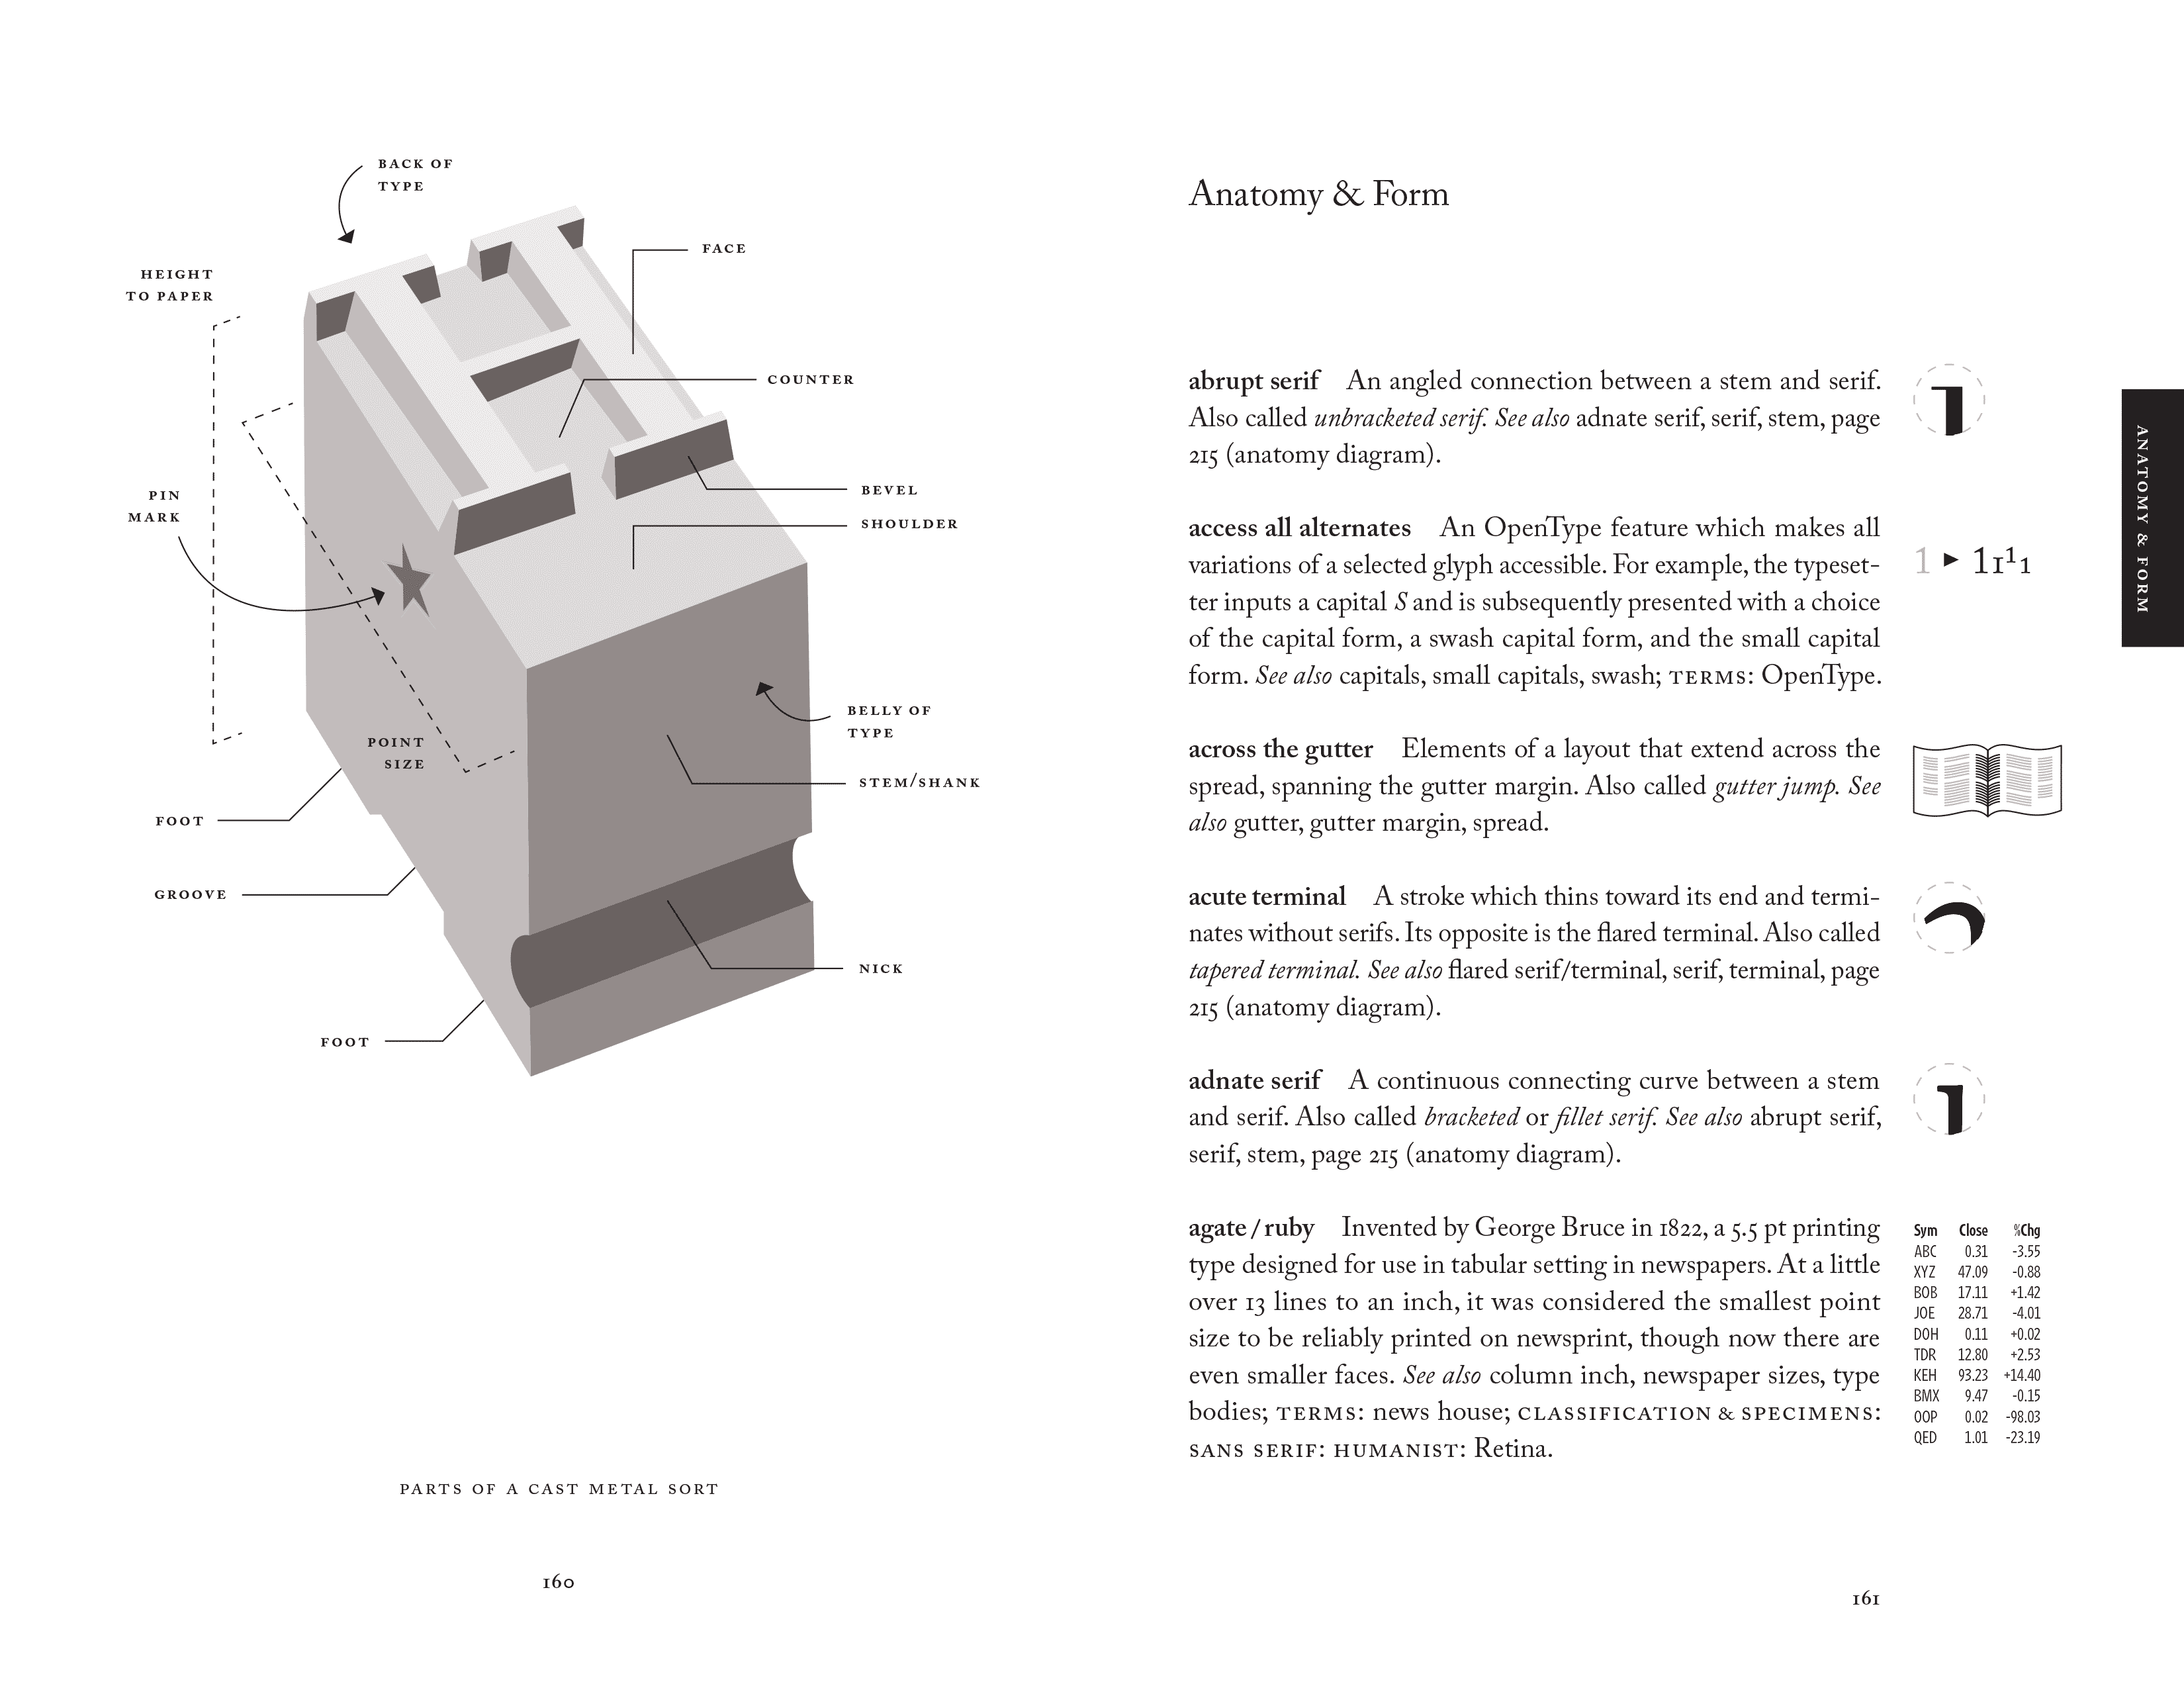 BACK OF
TYPE
FACE
HEIGHT
TO PAPER
COUNTER
BEVEL
PIN
MARK
SHOULDER
BELLY OF
TYPE
POINT
SIZE
STEM/SHANK
FOOT
GROOVE
NICK
FOOT
PARTS OF A CAST METAL SORT
160
Anatomy & Form
abrupt serif An angled connection between a stem and serif.
Also called unbracketed serif. See also adnate serif, serif, stem, page
215 (anatomy diagram).
access all alternates An OpenType feature which makes all
variations of a selected glyph accessible. For example, the typeset-
ter inputs a capital S and is subsequently presented with a choice
of the capital form, a swash capital form, and the small capital
form. See also capitals, small capitals, swash; TERMS: OpenType.
1 ▸ 1ı¹₁
across the gutter Elements of a layout that extend across the
spread, spanning the gutter margin. Also called gutter jump. See
also gutter, gutter margin, spread.
acute terminal A stroke which thins toward its end and termi-
nates without serifs. Its opposite is the flared terminal. Also called
tapered terminal. See also flared serif/terminal, serif, terminal, page
215 (anatomy diagram).
adnate serif A continuous connecting curve between a stem
and serif. Also called bracketed or fillet serif. See also abrupt serif,
serif, stem, page 215 (anatomy diagram).
agate / ruby Invented by George Bruce in 1822, a 5.5 pt printing
type designed for use in tabular setting in newspapers. At a little
over 13 lines to an inch, it was considered the smallest point
size to be reliably printed on newsprint, though now there are
even smaller faces. See also column inch, newspaper sizes, type
bodies; TERMS: news house; CLASSIFICATION & SPECIMENS:
SANS SERIF: HUMANIST: Retina.
Sym Close %Chg
ABC 0.31 -3.55
XYZ 47.09 -0.88
BOB 17.11 +1.42
JOE 28.71 -4.01
DOH 0.11 +0.02
TDR 12.80 +2.53
KEH 93.23 +14.40
BMX 9.47 -0.15
OOP 0.02 -98.03
QED 1.01 -23.19
161
ANATOMY & FORM